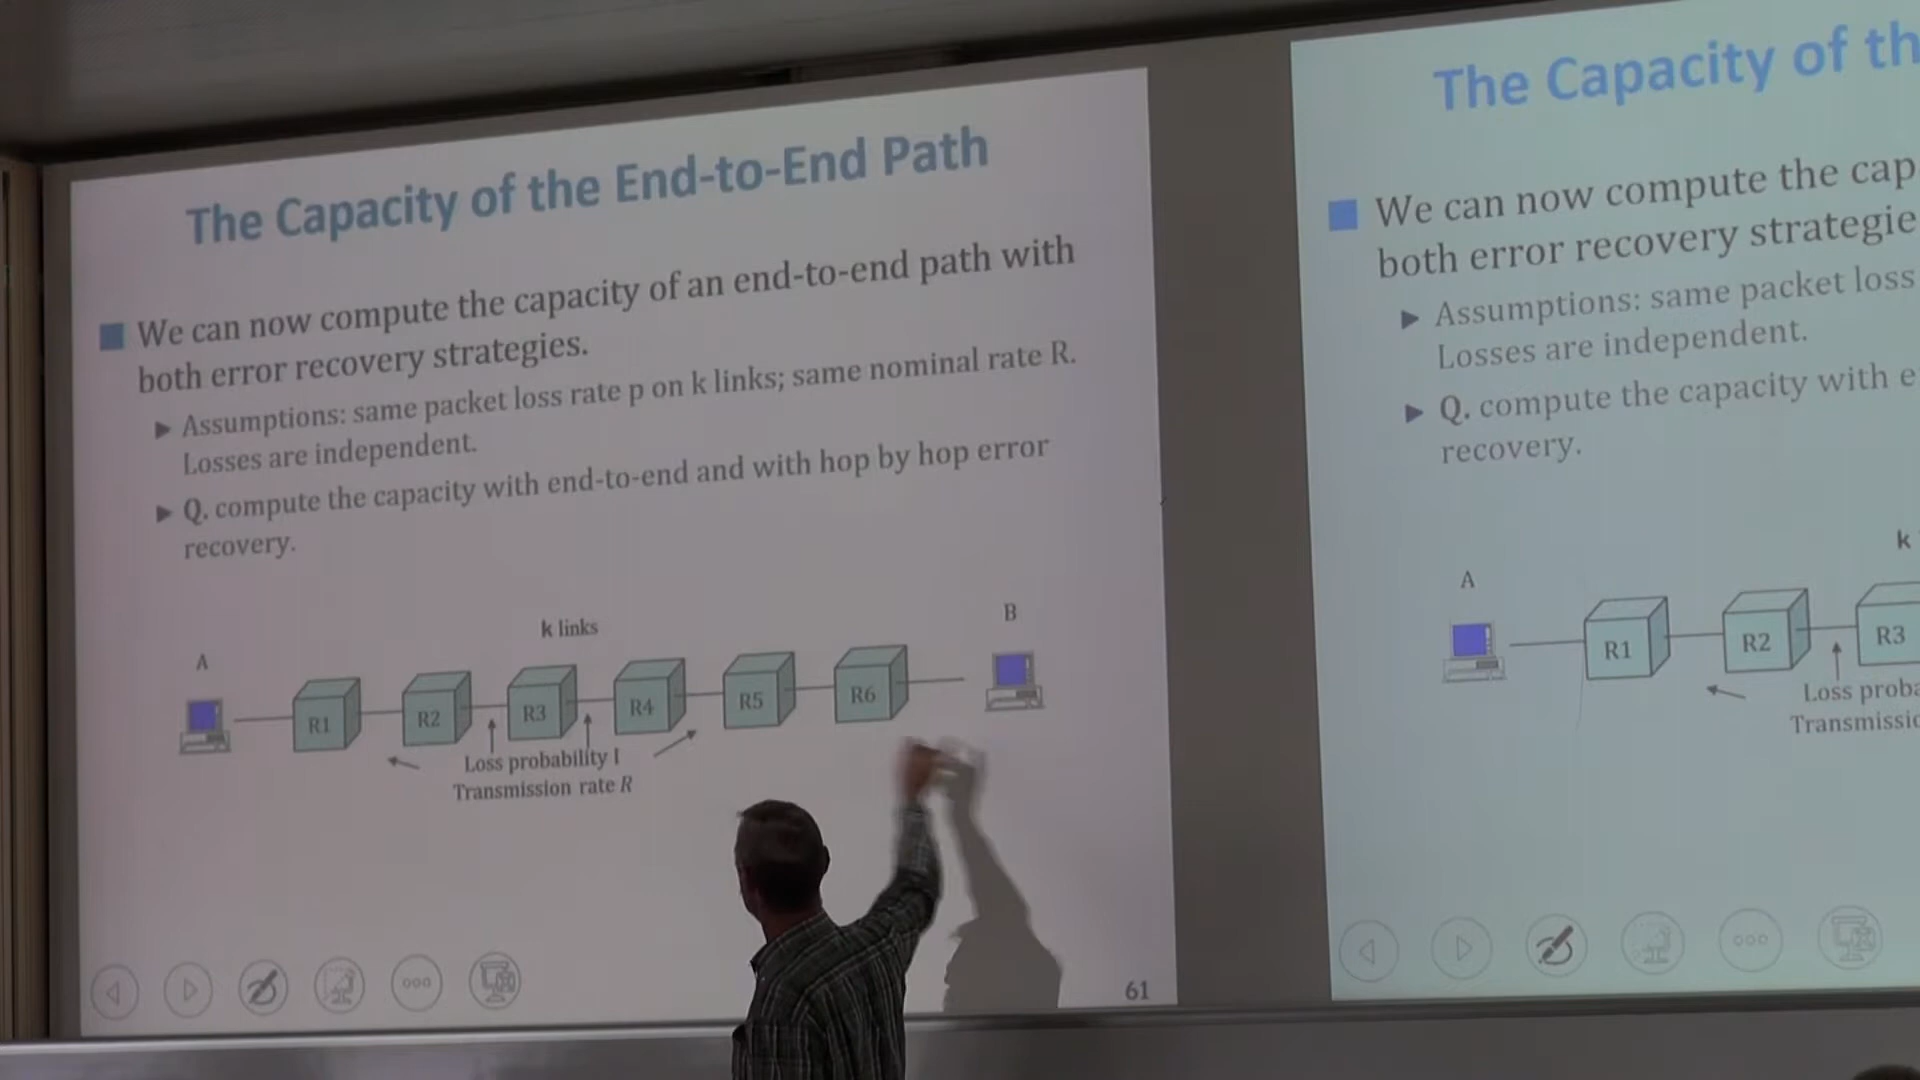 The Capacity of the End-to-End Path
We can now compute the capacity of an end-to-end path with
both error recovery strategies.
Assumptions: same packet loss rate p on k links; same nominal rate R.
Losses are independent.
Q. compute the capacity with end-to-end and with hop by hop error
recovery.
k links
A
B
R1
R2
R3
R4
R5
R6
Loss probability l
Transmission rate R
61
The Capacity of th
We can now compute the cap
both error recovery strategie
Assumptions: same packet loss
Losses are independent.
Q. compute the capacity with e
recovery.
k
A
R1
R2
R3
Loss proba
Transmissio